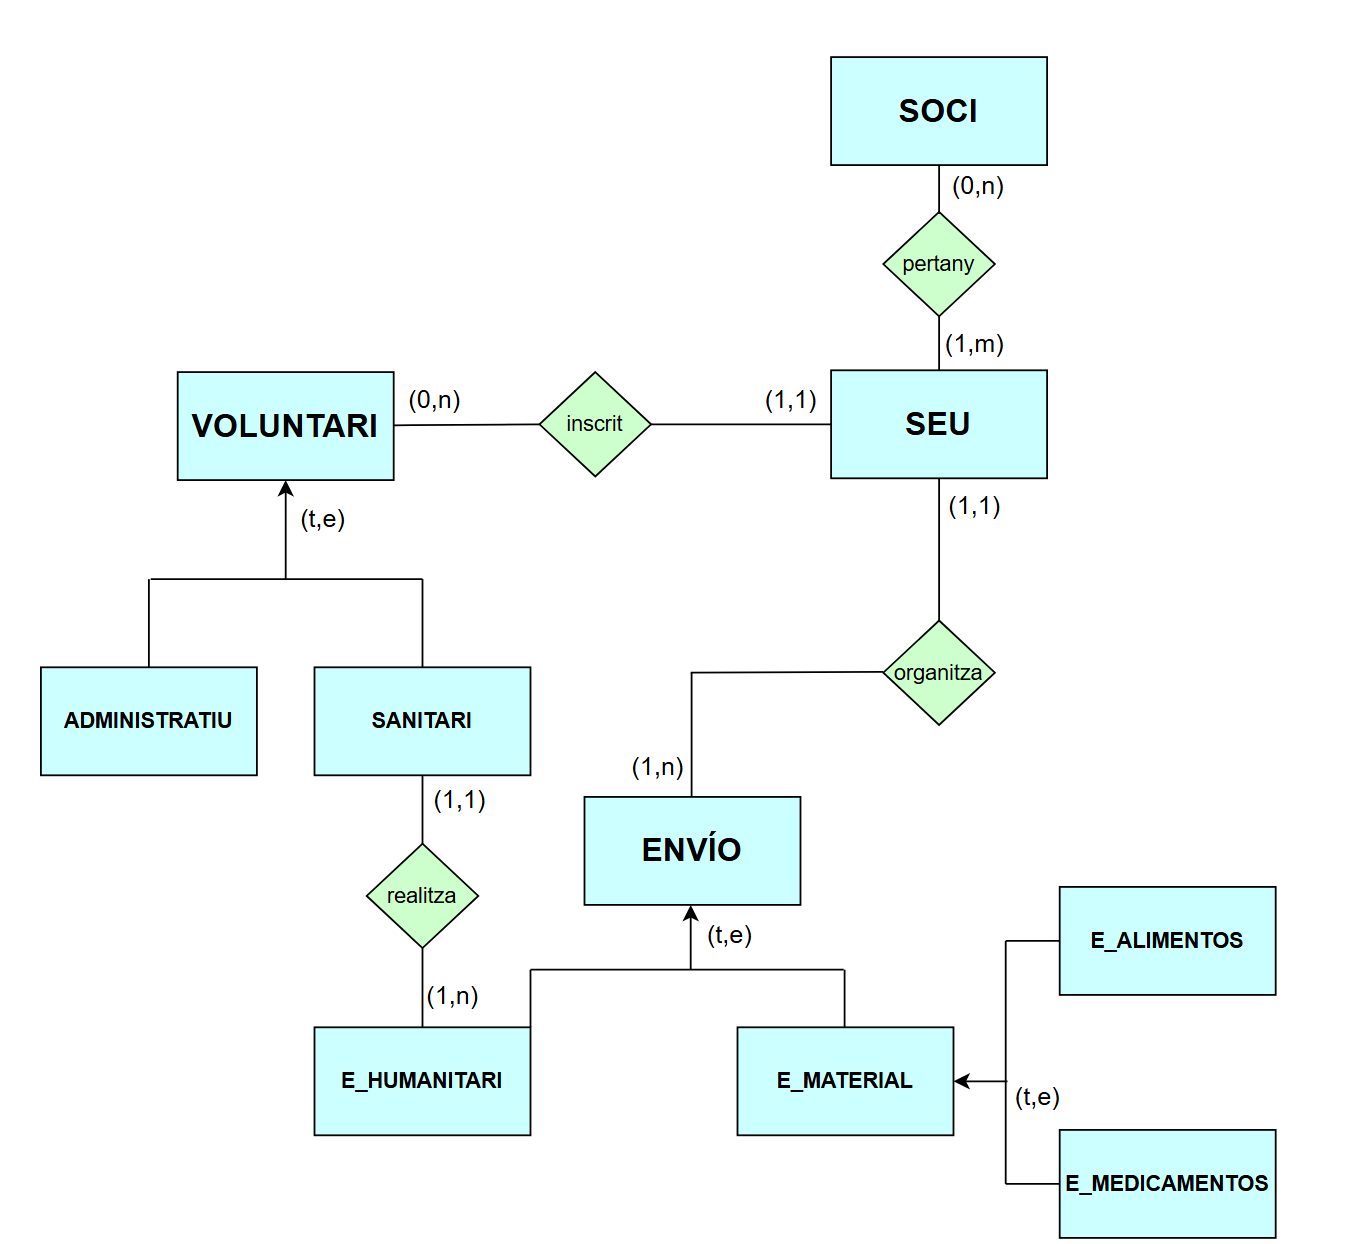 SOCI
(0,n)
pertany
(1,m)
VOLUNTARI
(0,n)
inscrit
(1,1)
SEU
(t,e)
(1,1)
ADMINISTRATIU
SANITARI
organitza
(1,1)
(1,n)
realitza
ENVÍO
(t,e)
(1,n)
E_ALIMENTOS
E_HUMANITARI
E_MATERIAL
(t,e)
E_MEDICAMENTOS